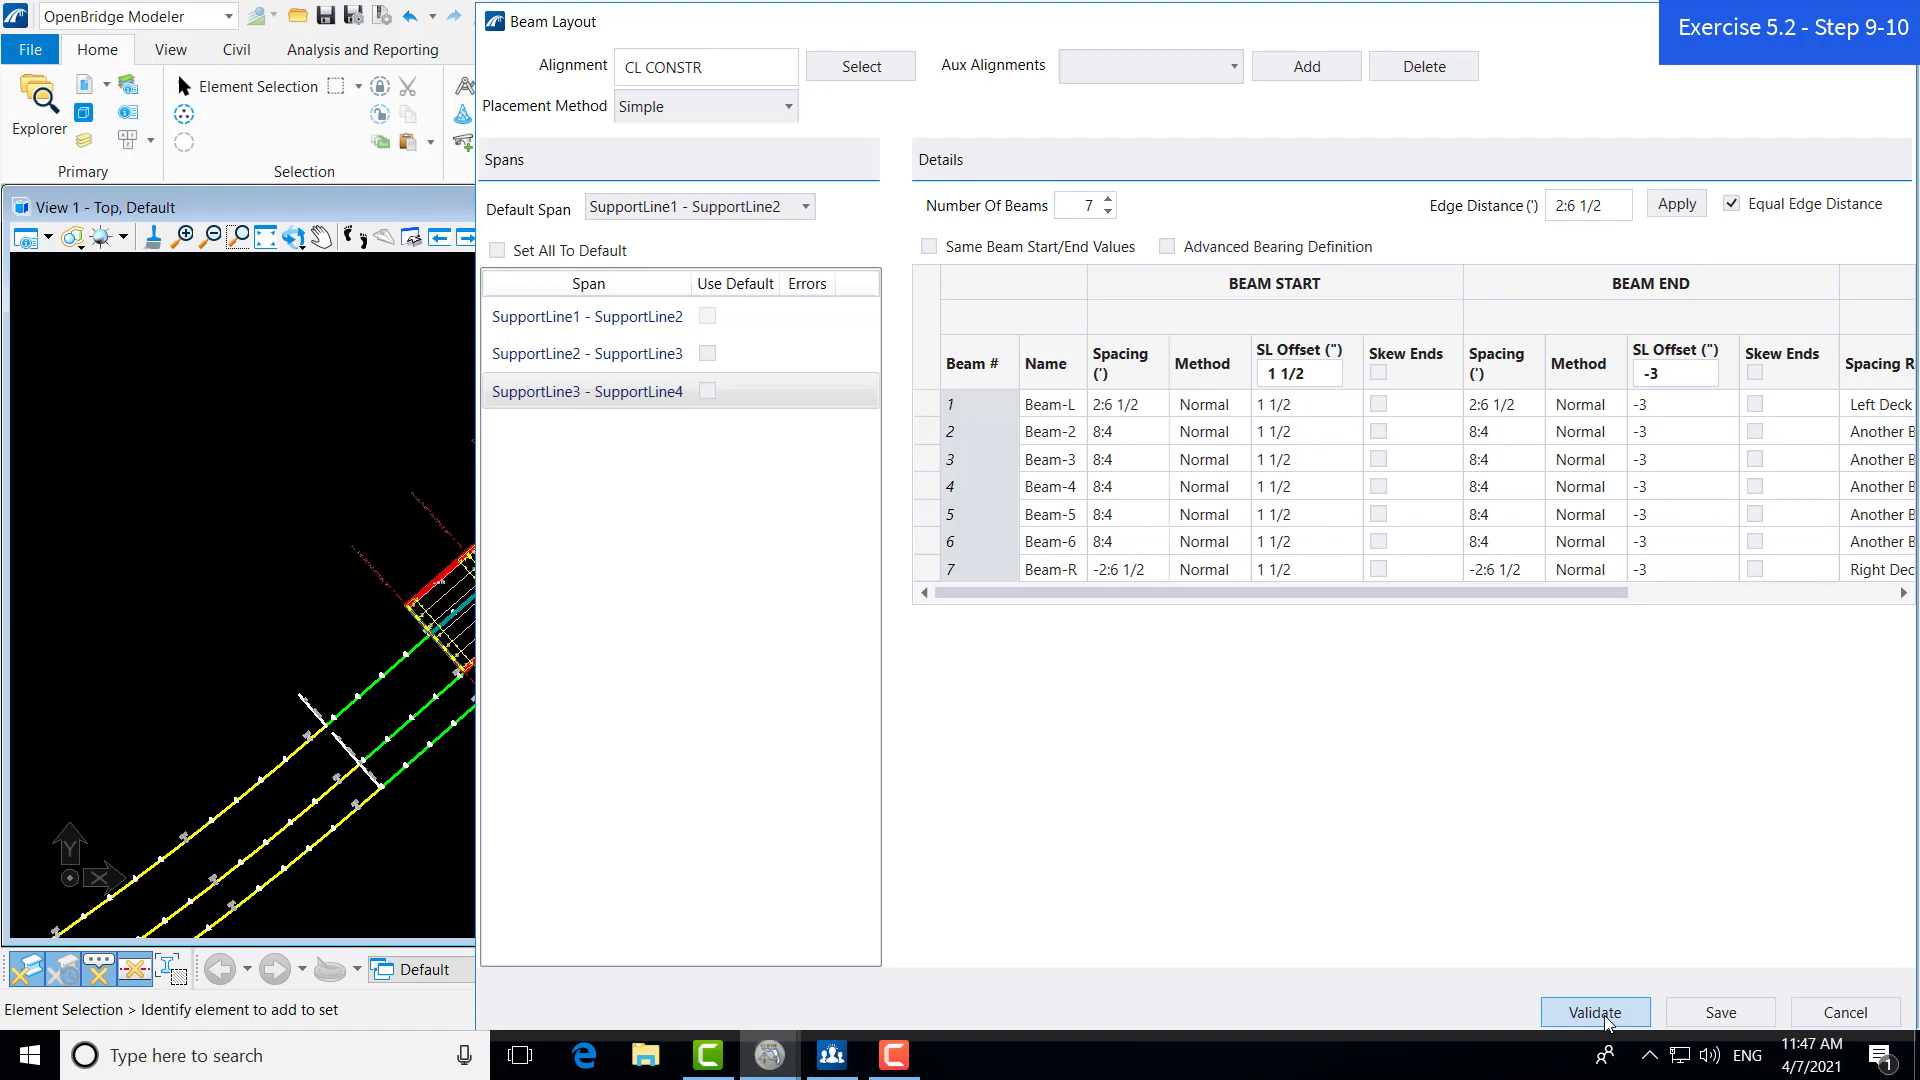 OpenBridge Modeler
Beam Layout
Exercise 5.2 - Step 9-10
File
Home
View
Civil
Analysis and Reporting
Alignment
CL CONSTR
Select
Aux Alignments
Add
Delete
Placement Method
Simple
Explorer
Element Selection
Primary
Selection
Spans
Details
Default Span
SupportLine1 - SupportLine2
Number Of Beams
7
Edge Distance(')
2:6 1/2
Apply
Equal Edge Distance
Set All To Default
Same Beam Start/End Values
Advanced Bearing Definition
View 1 - Top, Default
Span Use Default Errors
SupportLine1 - SupportLine2
SupportLine2 - SupportLine3
SupportLine3 - SupportLine4
BEAM START BEAM END
Beam # Name Spacing (') Method SL Offset (") 1 1/2 Skew Ends Spacing (') Method SL Offset (") -3 Skew Ends Spacing R
1 Beam-L 2:6 1/2 Normal 1 1/2 2:6 1/2 Normal -3 Left Deck
2 Beam-2 8:4 Normal 1 1/2 8:4 Normal -3 Another B
3 Beam-3 8:4 Normal 1 1/2 8:4 Normal -3 Another B
4 Beam-4 8:4 Normal 1 1/2 8:4 Normal -3 Another B
5 Beam-5 8:4 Normal 1 1/2 8:4 Normal -3 Another B
6 Beam-6 8:4 Normal 1 1/2 8:4 Normal -3 Another B
7 Beam-R -2:6 1/2 Normal 1 1/2 -2:6 1/2 Normal -3 Right Dec
Y
X
Default
Element Selection > Identify element to add to set
Validate
Save
Cancel
Type here to search
ENG
11:47 AM
4/7/2021
1